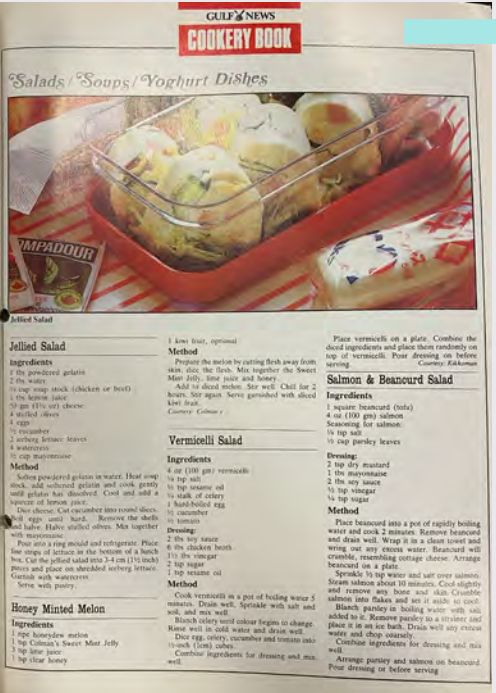 GULF NEWS
COOKERY BOOK
Salads/Soups/Yoghurt Dishes
MPADOUR
Jellied Salad
Jellied Salad
Ingredients
1 tbs powdered gelatin
2 tbs water
cup soup stock (chicken or beef)
tbs lemon juice
50 gm (1½ oz) cheese
4 stuffed olives
4 eggs
½ cucumber
2 iceberg lettuce leaves
4 watercress
½ cup mayonnaise
Method
Soften powdered gelatin in water. Heat soup
stock, add softened gelatin and cook gently
until gelatin has dissolved. Cool and add a
squeeze of lemon juice.
Dice cheese. Cut cucumber into round slices.
Boil eggs until hard. Remove the shells
and halve. Halve stuffed olives. Mix together
with mayonnaise
Pour into a ring mould and refrigerate. Place
fine strips of lettuce in the bottom of a lunch
box. Cut the jellied salad into 3-4 cm (1½ inch)
pieces and place on shredded iceberg lettuce.
Garnish with watercress
Serve with pastry.
Honey Minted Melon
Ingredients
1 ripe honeydew melon
1 tsp Colman's Sweet Mint Jelly
3 tsp lime juice
1 tsp clear honey
1 kiwi fruit, optional
Method
Prepare the melon by cutting flesh away from
skin, dice the flesh. Mix together the Sweet
Mint Jelly, lime juice and honey.
Add to diced melon. Stir well. Chill for 2
hours. Stir again. Serve garnished with sliced
kiwi fruit.
Courtesy: Colman's
Vermicelli Salad
Ingredients
4 oz (100 gm) vermicelli
¼ tsp salt
½ tsp sesame oil
¼ stalk of celery
1 hard-boiled egg
½ cucumber
½ tomato
Dressing:
2 tbs soy sauce
6 tbs chicken broth
1½ tbs vinegar
2 tsp sugar
1 tsp sesame oil
Method
Cook vermicelli in a pot of boiling water 5
minutes. Drain well. Sprinkle with salt and
soil, and mix well.
Blanch celery until colour begins to change.
Rinse well in cold water and drain well.
Dice egg, celery, cucumber and tomato into
½-inch (1cm) cubes.
Combine ingredients for dressing and mix
well.
Place vermicelli on a plate. Combine the
diced ingredients and place them randomly on
top of vermicelli. Pour dressing on before
serving. Courtesy: Kikkoman
Salmon & Beancurd Salad
Ingredients
1 square beancurd (tofu)
4 oz (100 gm) salmon
Seasoning for salmon:
¼ tsp salt
½ cup parsley leaves
Dressing:
2 tsp dry mustard
1 tbs mayonnaise
2 tbs soy sauce
½ tsp vinegar
¼ tsp sugar
Method
Place beancurd into a pot of rapidly boiling
water and cook 2 minutes. Remove beancurd
and drain well. Wrap it in a clean towel and
wring out any excess water. Beancurd will
crumble, resembling cottage cheese. Arrange
beancurd on a plate.
Sprinkle ½ tsp water and salt over salmon.
Steam salmon about 10 minutes. Cool slightly
and remove any bone and skin. Crumble
salmon into flakes and set it aside to cool.
Blanch parsley in boiling water with salt
added to it. Remove parsley to a strainer and
place it in an ice bath. Drain well any excess
water and chop coarsely.
Combine ingredients for dressing and mix
well.
Arrange parsley and salmon on beancurd.
Pour dressing or before serving